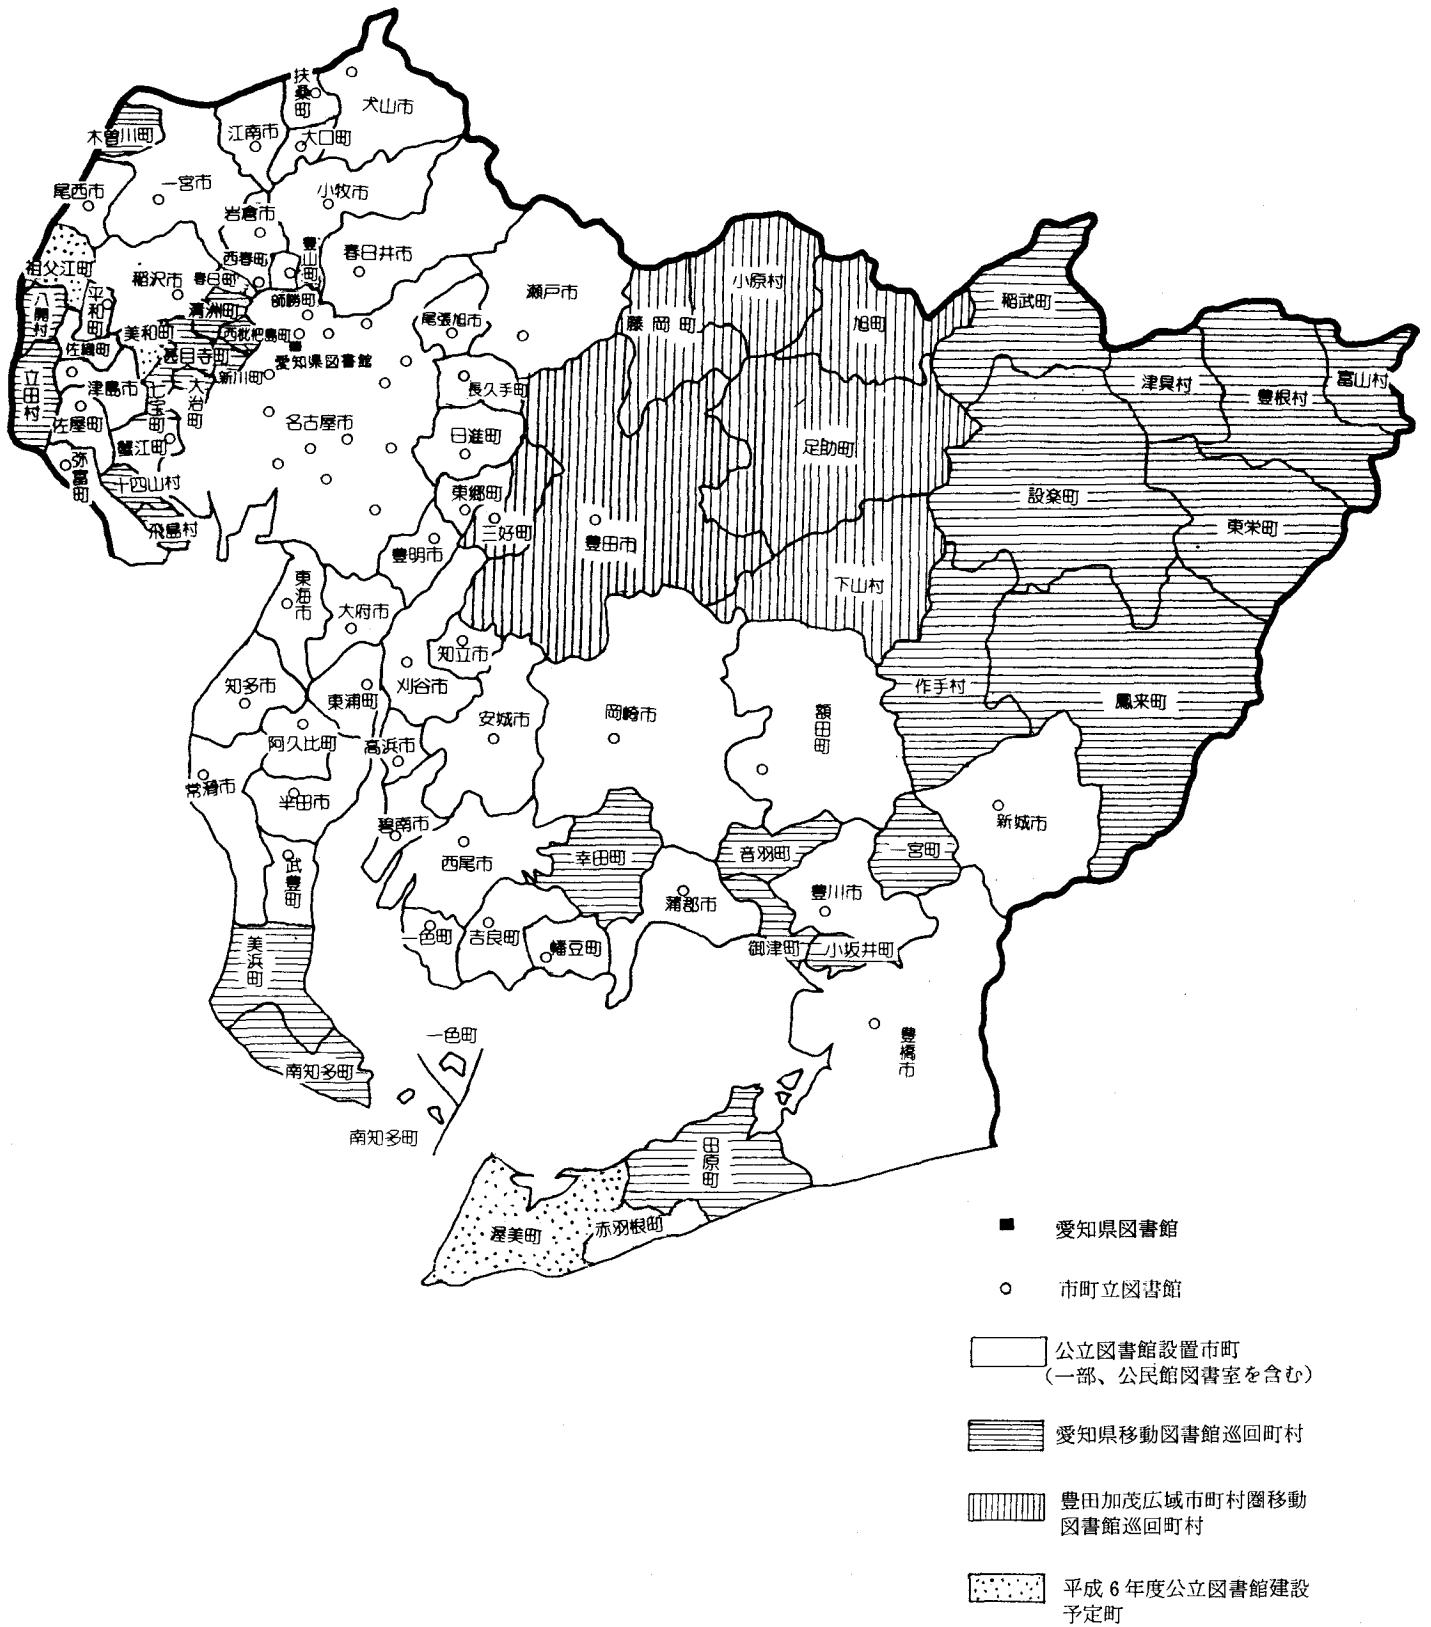 扶桑町
犬山市
木曽川町
江南市
大口町
尾西市
一宮市
小牧市
岩倉市
豊山町
西春町
春日井市
祖父江町
稲沢市
春日町
師勝町
瀬戸市
小原村
稲武町
八開村
平和町
清洲町
尾張旭市
藤岡町
旭町
美和町
西枇杷島町
佐織町
甚目寺町
愛知県図書館
新川町
立田村
津島市
七宝町
大治町
長久手町
津具村
豊根村
富山村
佐屋町
蟹江町
名古屋市
日進町
足助町
弥富町
十四山村
東郷町
設楽町
飛島村
三好町
豊田市
東栄町
豊明市
東海市
大府市
下山村
知立市
知多市
東浦町
刈谷市
作手村
鳳来町
阿久比町
高浜市
安城市
岡崎市
額田町
常滑市
半田市
碧南市
新城市
武豊町
西尾市
幸田町
音羽町
一宮町
蒲郡市
豊川市
美浜町
一色町
吉良町
幡豆町
御津町
小坂井町
一色町
豊橋市
南知多町
南知多町
田原町
渥美町
赤羽根町
愛知県図書館
市町立図書館
公立図書館設置市町
(一部、公民館図書室を含む)
愛知県移動図書館巡回町村
豊田加茂広域市町村圏移動
図書館巡回町村
平成6年度公立図書館建設
予定町